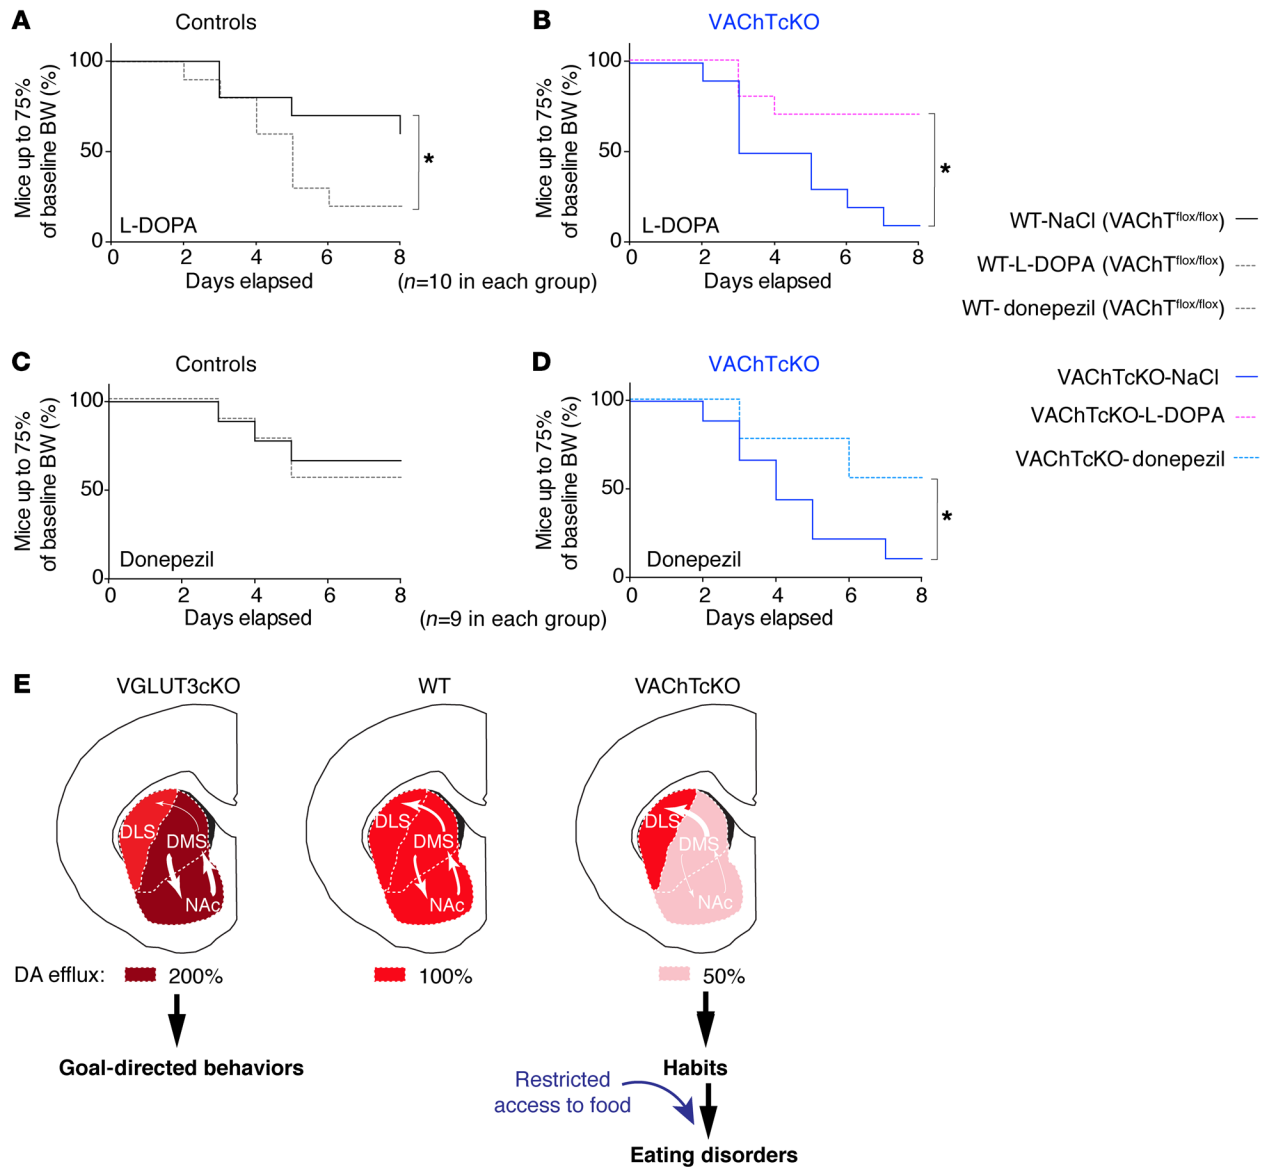 A
Controls
Mice up to 75%
of baseline BW (%)
100
50
0
L-DOPA
*
0 2 4 6 8
Days elapsed
(n=10 in each group)
B
VAChTcKO
Mice up to 75%
of baseline BW (%)
100
50
0
L-DOPA
*
0 2 4 6 8
Days elapsed
WT-NaCl (VAChTflox/flox)
WT-L-DOPA (VAChTflox/flox)
WT- donepezil (VAChTflox/flox)
VAChTcKO-NaCl
VAChTcKO-L-DOPA
VAChTcKO- donepezil
C
Controls
Mice up to 75%
of baseline BW (%)
100
50
0
Donepezil
0 2 4 6 8
Days elapsed
(n=9 in each group)
D
VAChTcKO
Mice up to 75%
of baseline BW (%)
100
50
0
Donepezil
*
0 2 4 6 8
Days elapsed
E
VGLUT3cKO
WT
VAChTcKO
DLS
DMS
NAc
DLS
DMS
NAc
DLS
DMS
NAc
DA efflux:
200%
100%
50%
Goal-directed behaviors
Habits
Restricted
access to food
Eating disorders